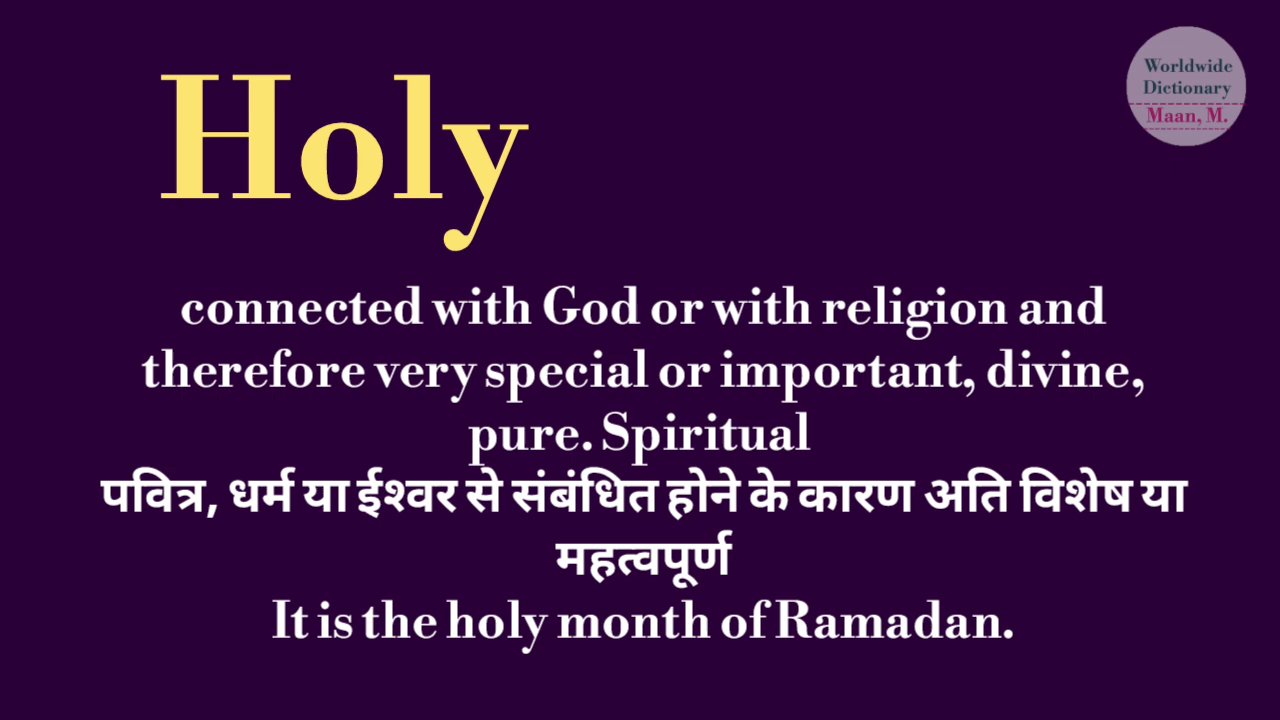 Holy
Worldwide
Dictionary
Maan, M.
connected with God or with religion and
therefore very special or important, divine,
pure. Spiritual
पवित्र, धर्म या ईश्वर से संबंधित होने के कारण अति विशेष या
महत्वपूर्ण
It is the holy month of Ramadan.